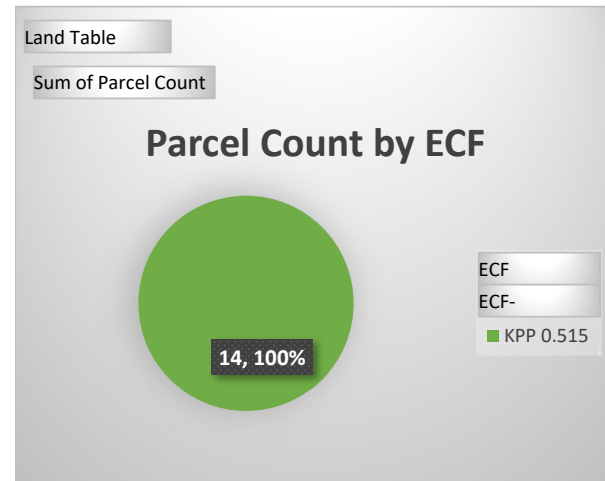 Land Table
Sum of Parcel Count
Parcel Count by ECF
ECF
ECF-
KPP 0.515
14, 100%